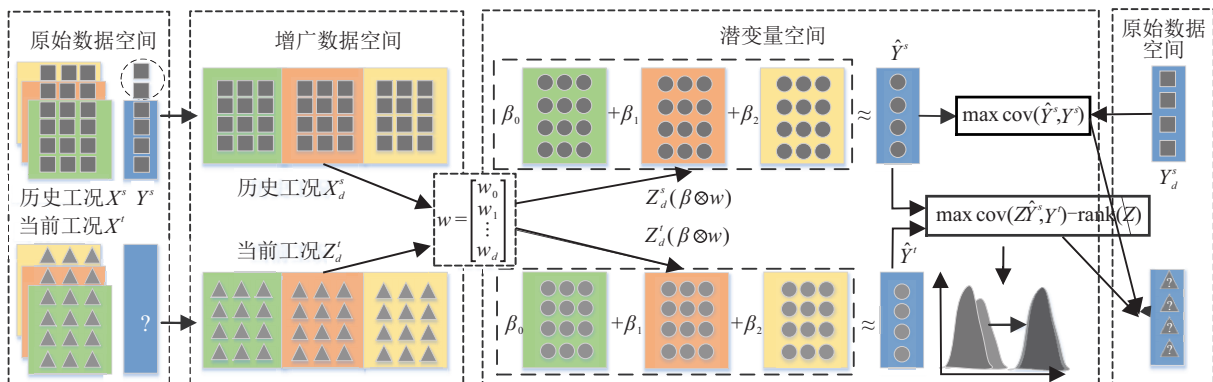 原始数据空间
历史工况X^s Y^s
当前工况X^t
?
增广数据空间
历史工况X_d^s
当前工况Z_d^t
w = [w_0 w_1 ⋮ w_d]
潜变量空间
β_0 +β_1 +β_2 ≈ Ŷ^s
Z_d^s(β⊗w)
Z_d^t(β⊗w)
β_0 +β_1 +β_2 ≈ Ŷ^t
max cov(Ŷ^s,Y^s)
max cov(ZŶ^s,Y^t)−rank(Z)
原始数据
空间
Y_d^s
?
?
?
?